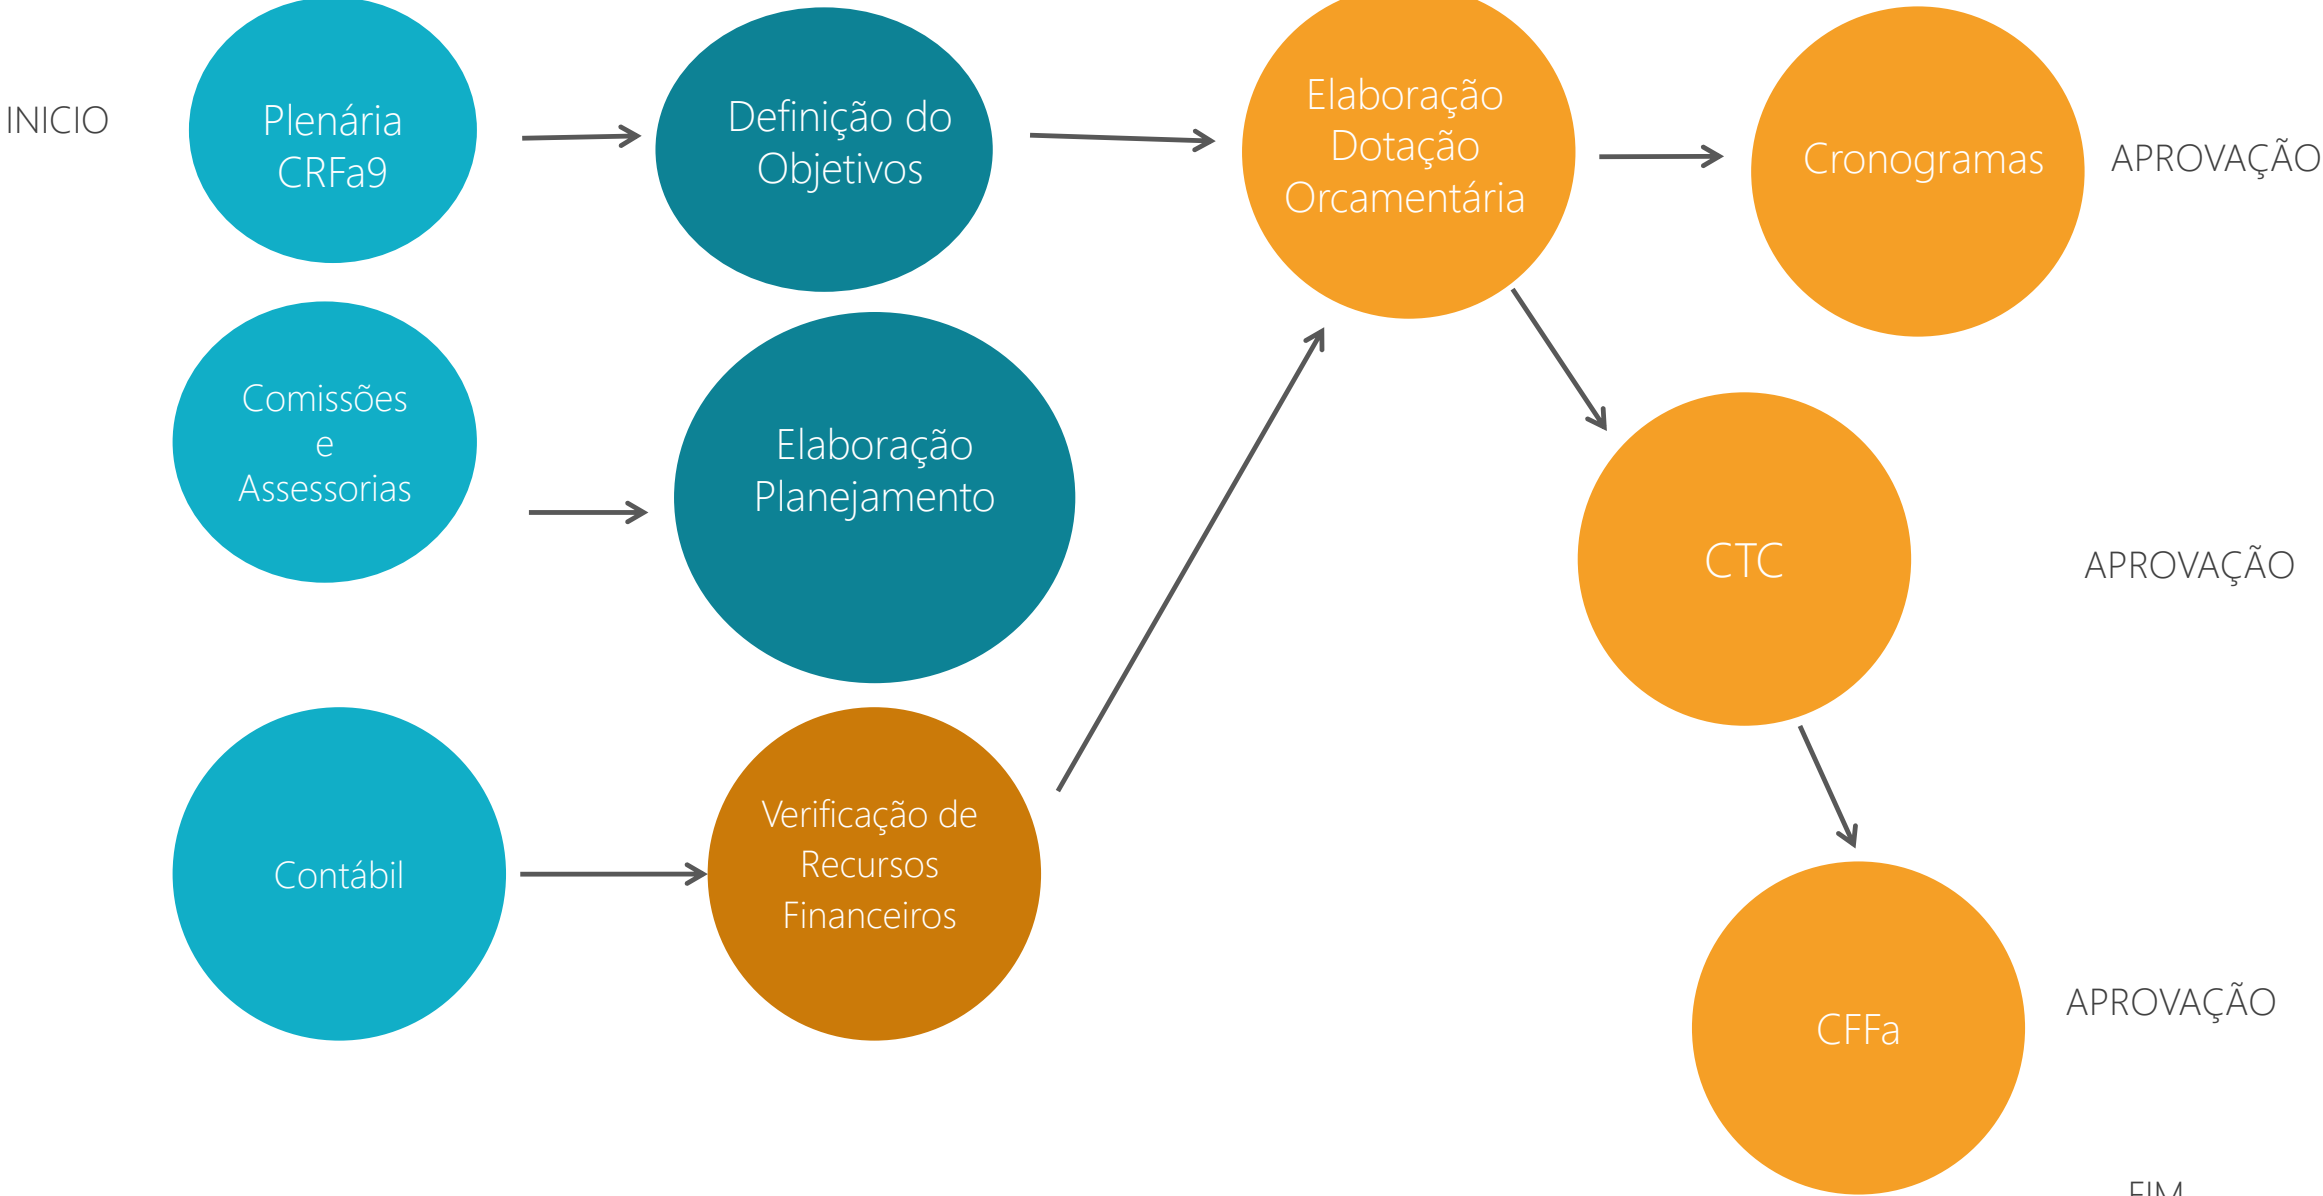 INICIO
Plenária
CRFa9
Definição do
Objetivos
Elaboração
Dotação
Orcamentária
Cronogramas
APROVAÇÃO
Comissões
e
Assessorias
Elaboração
Planejamento
CTC
APROVAÇÃO
Contábil
Verificação de
Recursos
Financeiros
CFFa
APROVAÇÃO
FIM